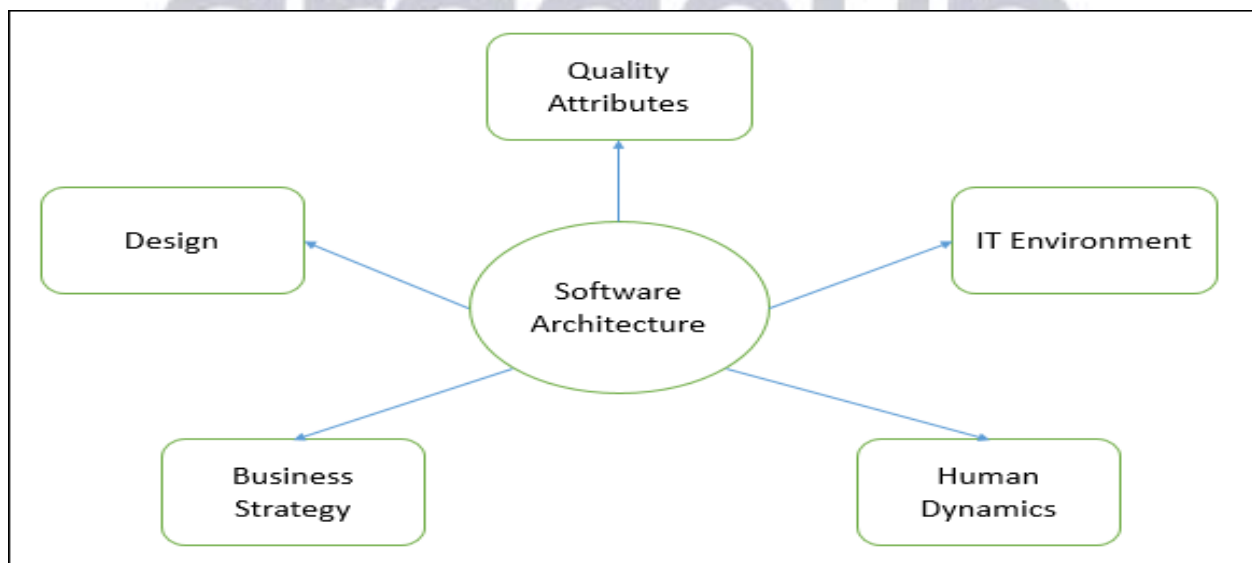 Quality
Attributes
Design
IT Environment
Software
Architecture
Business
Strategy
Human
Dynamics